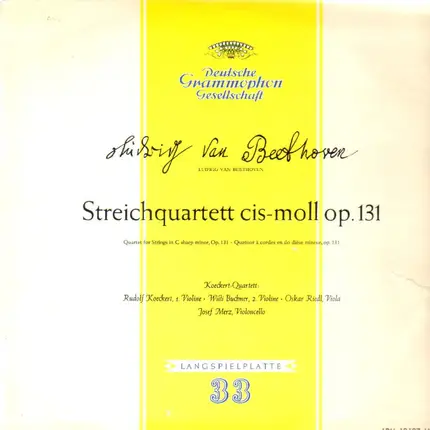 Deutsche
Grammophon
Gesellschaft
Ludwig van Beethoven
LUDWIG VAN BEETHOVEN
Streichquartett cis-moll op. 131
Quartet for Strings in C sharp minor, Op. 131 - Quatuor à cordes en do dièse mineur, op. 131
Koeckert-Quartett:
Rudolf Koeckert, 1. Violine · Willi Buchner, 2. Violine · Oskar Riedl, Viola
Josef Merz, Violoncello
LANGSPIELPLATTE
33